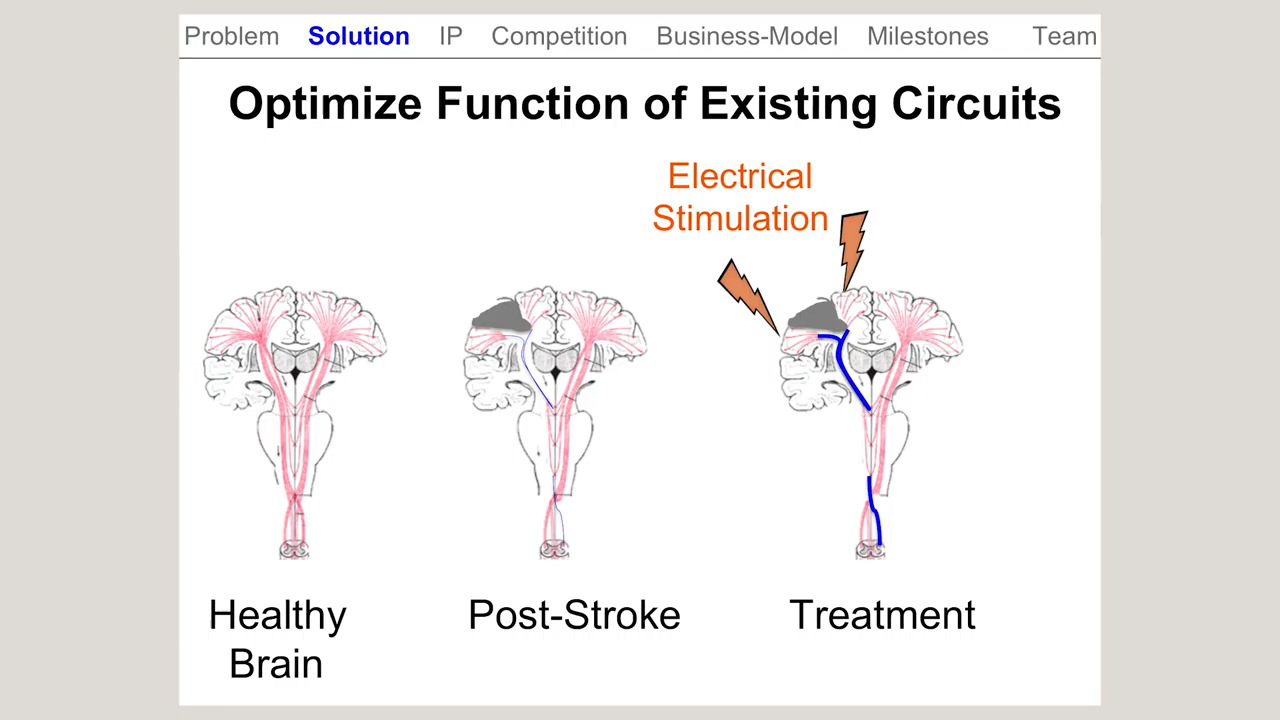 Problem Solution IP Competition Business-Model Milestones Team
Optimize Function of Existing Circuits
Electrical
Stimulation
Healthy
Brain
Post-Stroke
Treatment